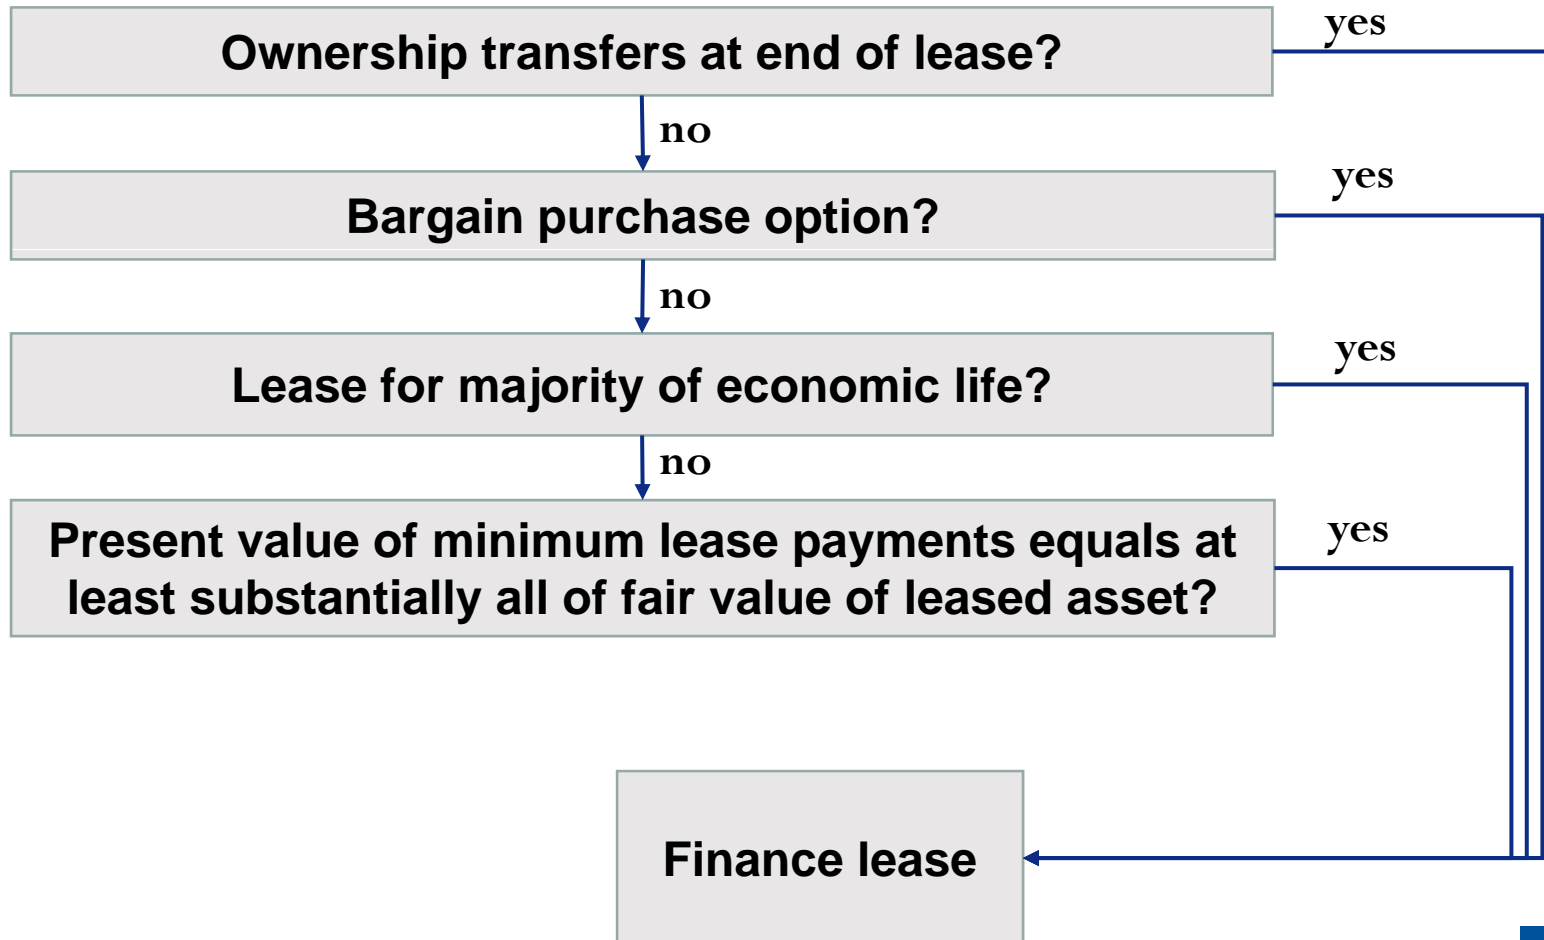 yes
Ownership transfers at end of lease?
no
yes
Bargain purchase option?
no
yes
Lease for majority of economic life?
no
yes
Present value of minimum lease payments equals at
least substantially all of fair value of leased asset?
Finance lease